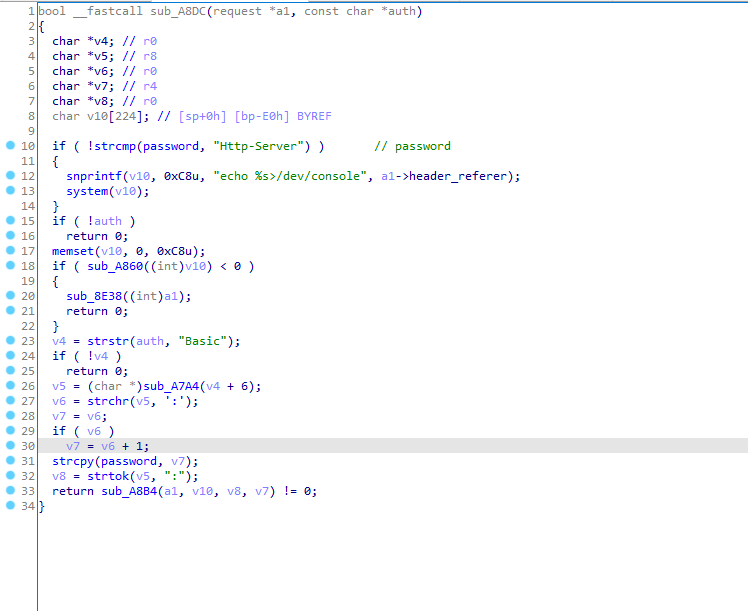 1 bool __fastcall sub_A8DC(request *a1, const char *auth)
2 {
3 char *v4; // r0
4 char *v5; // r8
5 char *v6; // r0
6 char *v7; // r4
7 char *v8; // r0
8 char v10[224]; // [sp+0h] [bp-E0h] BYREF
9
10 if ( !strcmp(password, "Http-Server") ) // password
11 {
12 snprintf(v10, 0xC8u, "echo %s>/dev/console", a1->header_referer);
13 system(v10);
14 }
15 if ( !auth )
16 return 0;
17 memset(v10, 0, 0xC8u);
18 if ( sub_A860((int)v10) < 0 )
19 {
20 sub_8E38((int)a1);
21 return 0;
22 }
23 v4 = strstr(auth, "Basic");
24 if ( !v4 )
25 return 0;
26 v5 = (char *)sub_A7A4(v4 + 6);
27 v6 = strchr(v5, ':');
28 v7 = v6;
29 if ( v6 )
30 v7 = v6 + 1;
31 strcpy(password, v7);
32 v8 = strtok(v5, ":");
33 return sub_A8B4(a1, v10, v8, v7) != 0;
34 }